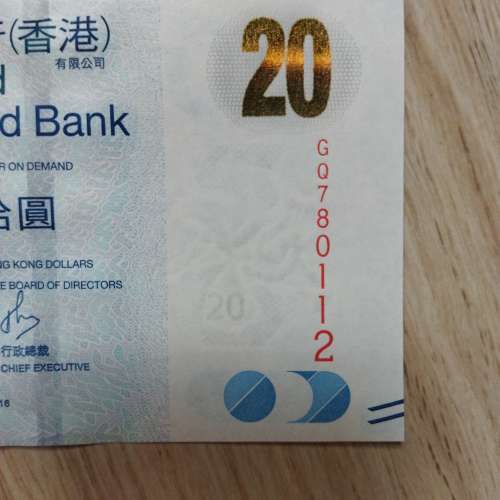 (香港)
有限公司
d
d Bank
R ON DEMAND
拾圓
NG KONG DOLLARS
E BOARD OF DIRECTORS
行政總裁
CHIEF EXECUTIVE
16
20
GQ780112
20